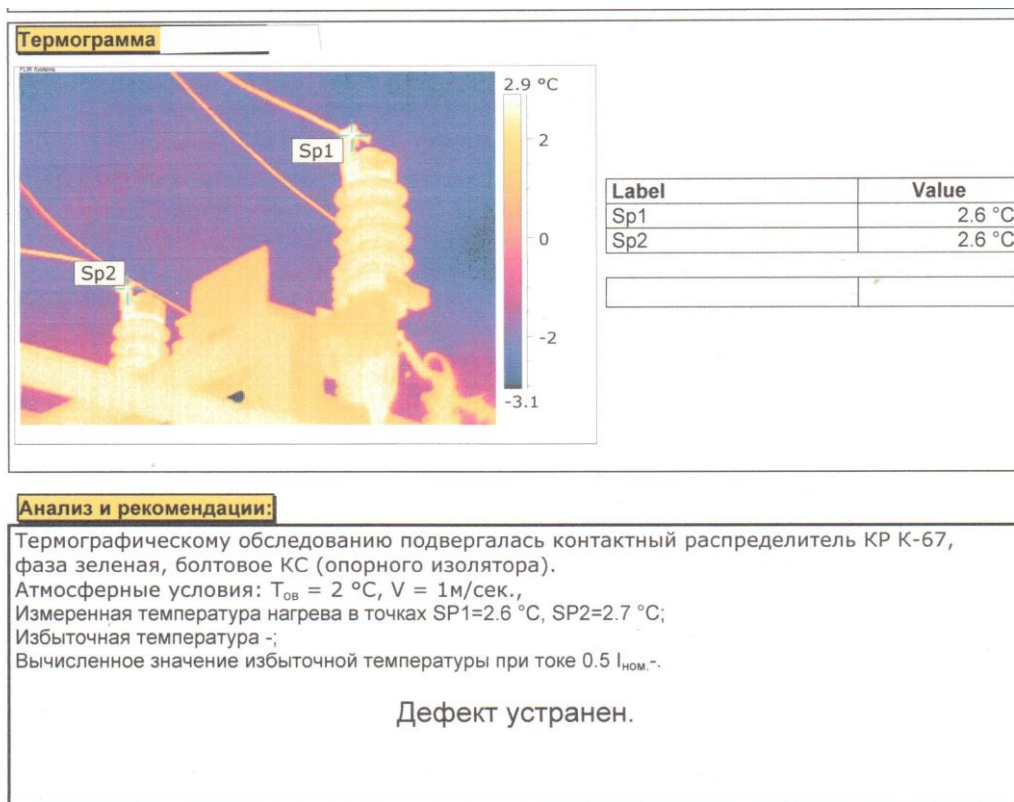 Термограмма
FLIR Systems
2.9 °C
2
0
-2
-3.1
Sp1
Sp2
Label Value
Sp1 2.6 °C
Sp2 2.6 °C
Анализ и рекомендации:
Термографическому обследованию подвергалась контактный распределитель КР К-67,
фаза зеленая, болтовое КС (опорного изолятора).
Атмосферные условия: Tов = 2 °C, V = 1м/сек.,
Измеренная температура нагрева в точках SP1=2.6 °C, SP2=2.7 °C;
Избыточная температура -;
Вычисленное значение избыточной температуры при токе 0.5 Iном.-.
Дефект устранен.